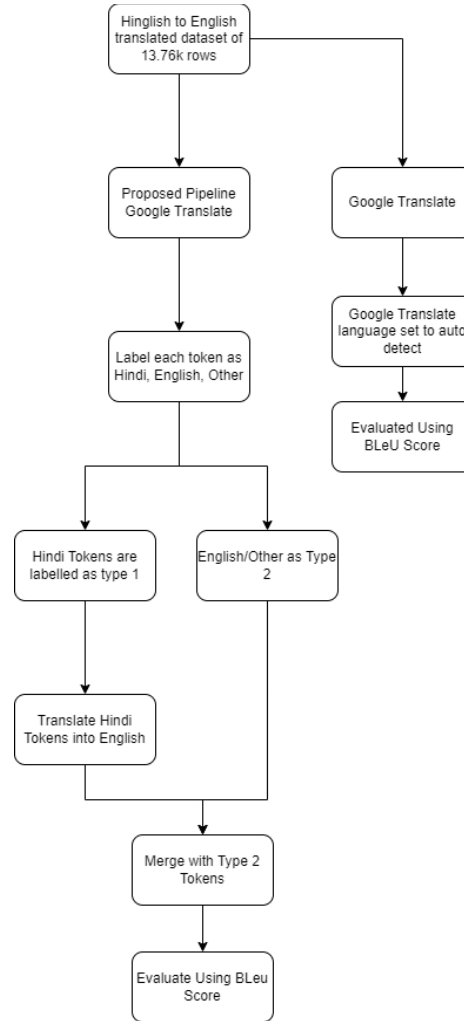 Hinglish to English
translated dataset of
13.76k rows
Proposed Pipeline
Google Translate
Google Translate
Google Translate
language set to auto
detect
Label each token as
Hindi, English, Other
Evaluated Using
BLeU Score
Hindi Tokens are
labelled as type 1
English/Other as Type
2
Translate Hindi
Tokens into English
Merge with Type 2
Tokens
Evaluate Using BLeu
Score